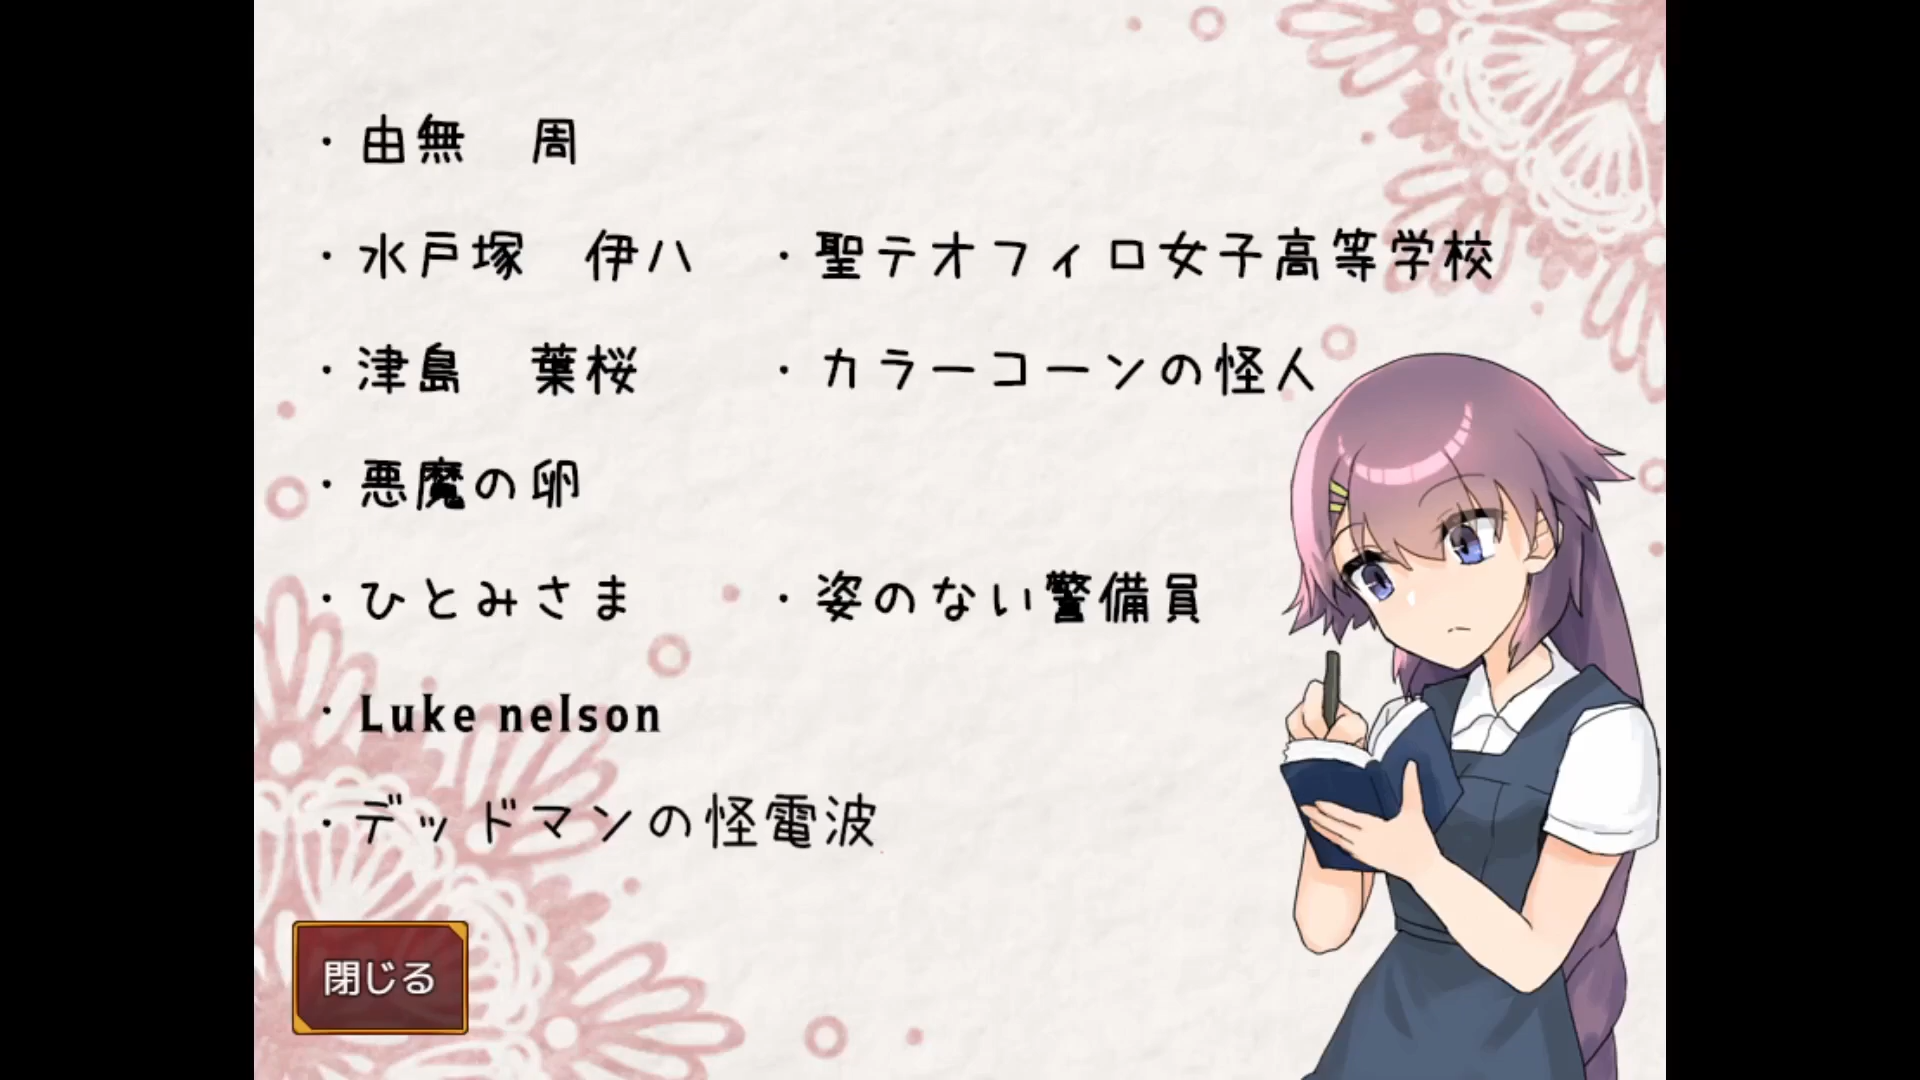 ・由無　周
・水戸塚　伊八　・聖テオフィロ女子高等学校
・津島　葉桜　・カラーコーンの怪人
・悪魔の卵
・ひとみさま　・姿のない警備員
・Luke nelson
・デッドマンの怪電波
閉じる